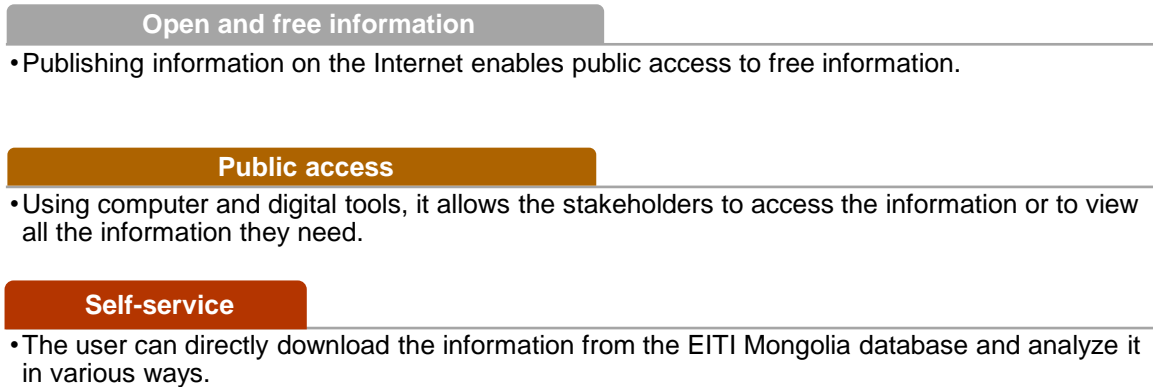 Open and free information
•Publishing information on the Internet enables public access to free information.
Public access
•Using computer and digital tools, it allows the stakeholders to access the information or to view
all the information they need.
Self-service
•The user can directly download the information from the EITI Mongolia database and analyze it
in various ways.